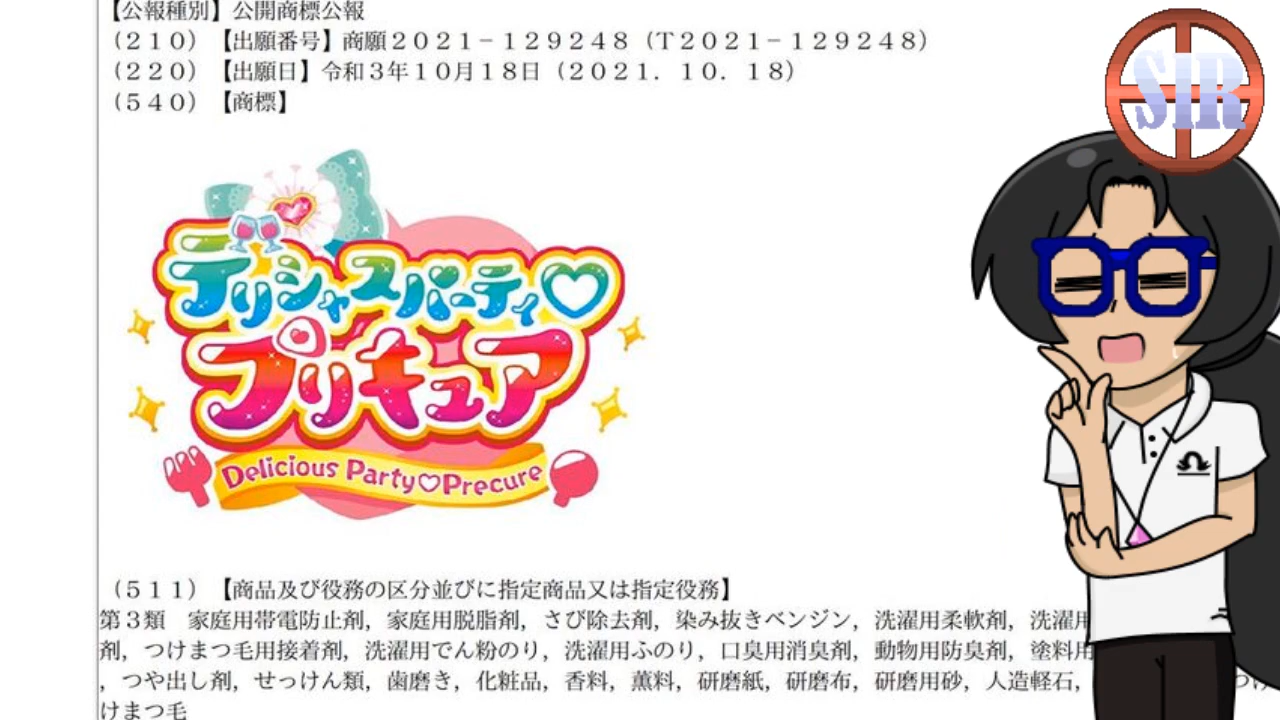 【公報種別】公開商標公報
（２１０）【出願番号】商願２０２１－１２９２４８（Ｔ２０２１－１２９２４８）
（２２０）【出願日】令和３年１０月１８日（２０２１．１０．１８）
（５４０）【商標】
SIR
デリシャスパーティ♡
プリキュア
Delicious Party♡Precure
（５１１）【商品及び役務の区分並びに指定商品又は指定役務】
第３類　家庭用帯電防止剤，家庭用脱脂剤，さび除去剤，染み抜きベンジン，洗濯用柔軟剤，洗濯用
剤，つけまつ毛用接着剤，洗濯用でん粉のり，洗濯用ふのり，口臭用消臭剤，動物用防臭剤，塗料用
，つや出し剤，せっけん類，歯磨き，化粧品，香料，薫料，研磨紙，研磨布，研磨用砂，人造軽石，
けまつ毛